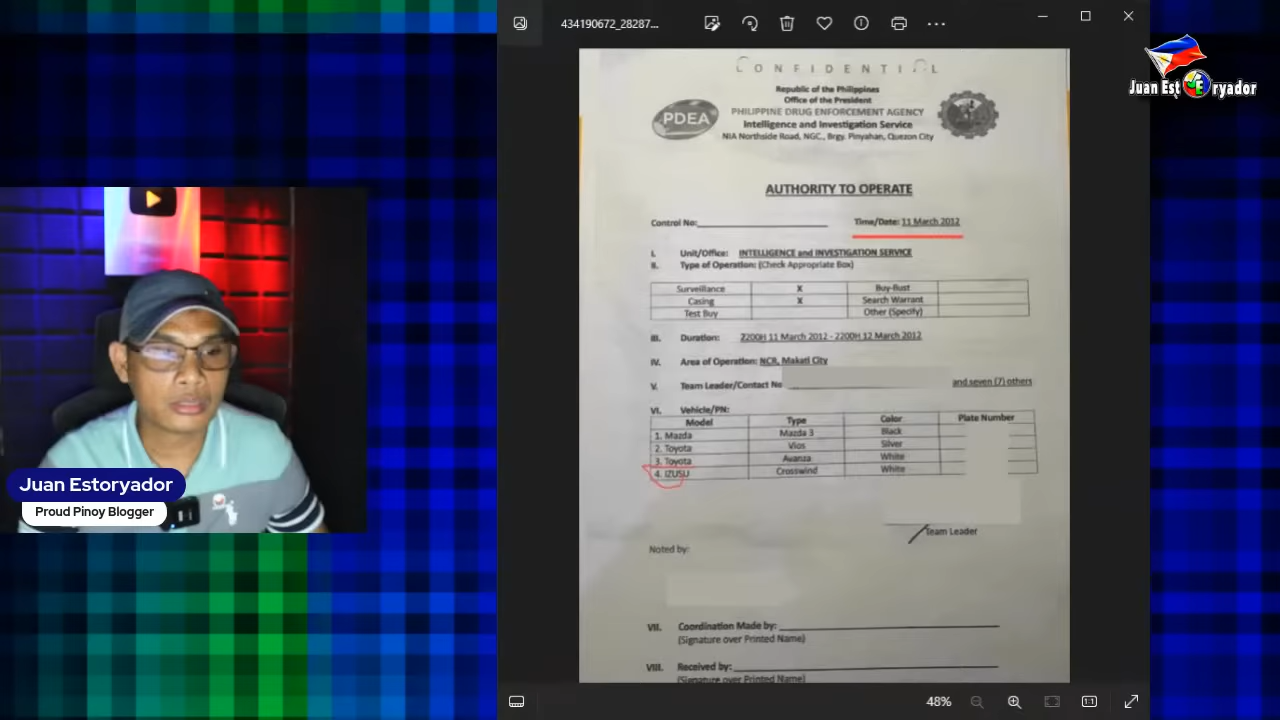 434190672_28287...
Juan Est ryador
CONFIDENTIAL
Republic of the Philippines
Office of the President
PHILIPPINE DRUG ENFORCEMENT AGENCY
Intelligence and Investigation Service
NIA Northside Road, NGC., Brgy. Pinyahan, Quezon City
PDEA
AUTHORITY TO OPERATE
Control No:
Time/Date: 11 March 2012
I. Unit/Office: INTELLIGENCE and INVESTIGATION SERVICE
II. Type of Operation: (Check Appropriate Box)
Surveillance X Buy-Bust
Casing X Search Warrant
Test Buy Other (Specify)
III. Duration: 2200H 11 March 2012 - 2200H 12 March 2012
IV. Area of Operation: NCR, Makati City
V. Team Leader/Contact No and seven (7) others
VI. Vehicle/PN:
Model Type Color Plate Number
1. Mazda Mazda 3 Black
2. Toyota Vios Silver
3. Toyota Avanza White
4. IZUSU Crosswind White
Team Leader
Noted by:
VII. Coordination Made by:
(Signature over Printed Name)
VIII. Received by:
(Signature over Printed Name)
Juan Estoryador
Proud Pinoy Blogger
48%
1:1